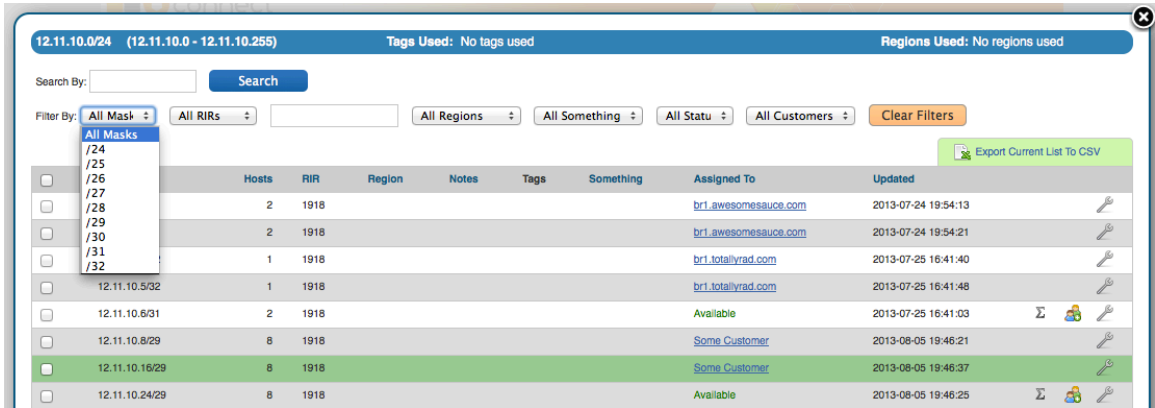 connect
12.11.10.0/24 (12.11.10.0 - 12.11.10.255) Tags Used: No tags used Regions Used: No regions used
Search By: Search
Filter By: All Mask All RIRs All Regions All Something All Statu All Customers Clear Filters
All Masks
/24
/25
/26
/27
/28
/29
/30
/31
/32
Export Current List To CSV
Hosts RIR Region Notes Tags Something Assigned To Updated
2 1918 br1.awesomesauce.com 2013-07-24 19:54:13
2 1918 br1.awesomesauce.com 2013-07-24 19:54:21
1 1918 br1.totallyrad.com 2013-07-25 16:41:40
12.11.10.5/32 1 1918 br1.totallyrad.com 2013-07-25 16:41:48
12.11.10.6/31 2 1918 Available 2013-07-25 16:41:03 Σ
12.11.10.8/29 8 1918 Some Customer 2013-08-05 19:46:21
12.11.10.16/29 8 1918 Some Customer 2013-08-05 19:46:37
12.11.10.24/29 8 1918 Available 2013-08-05 19:46:25 Σ